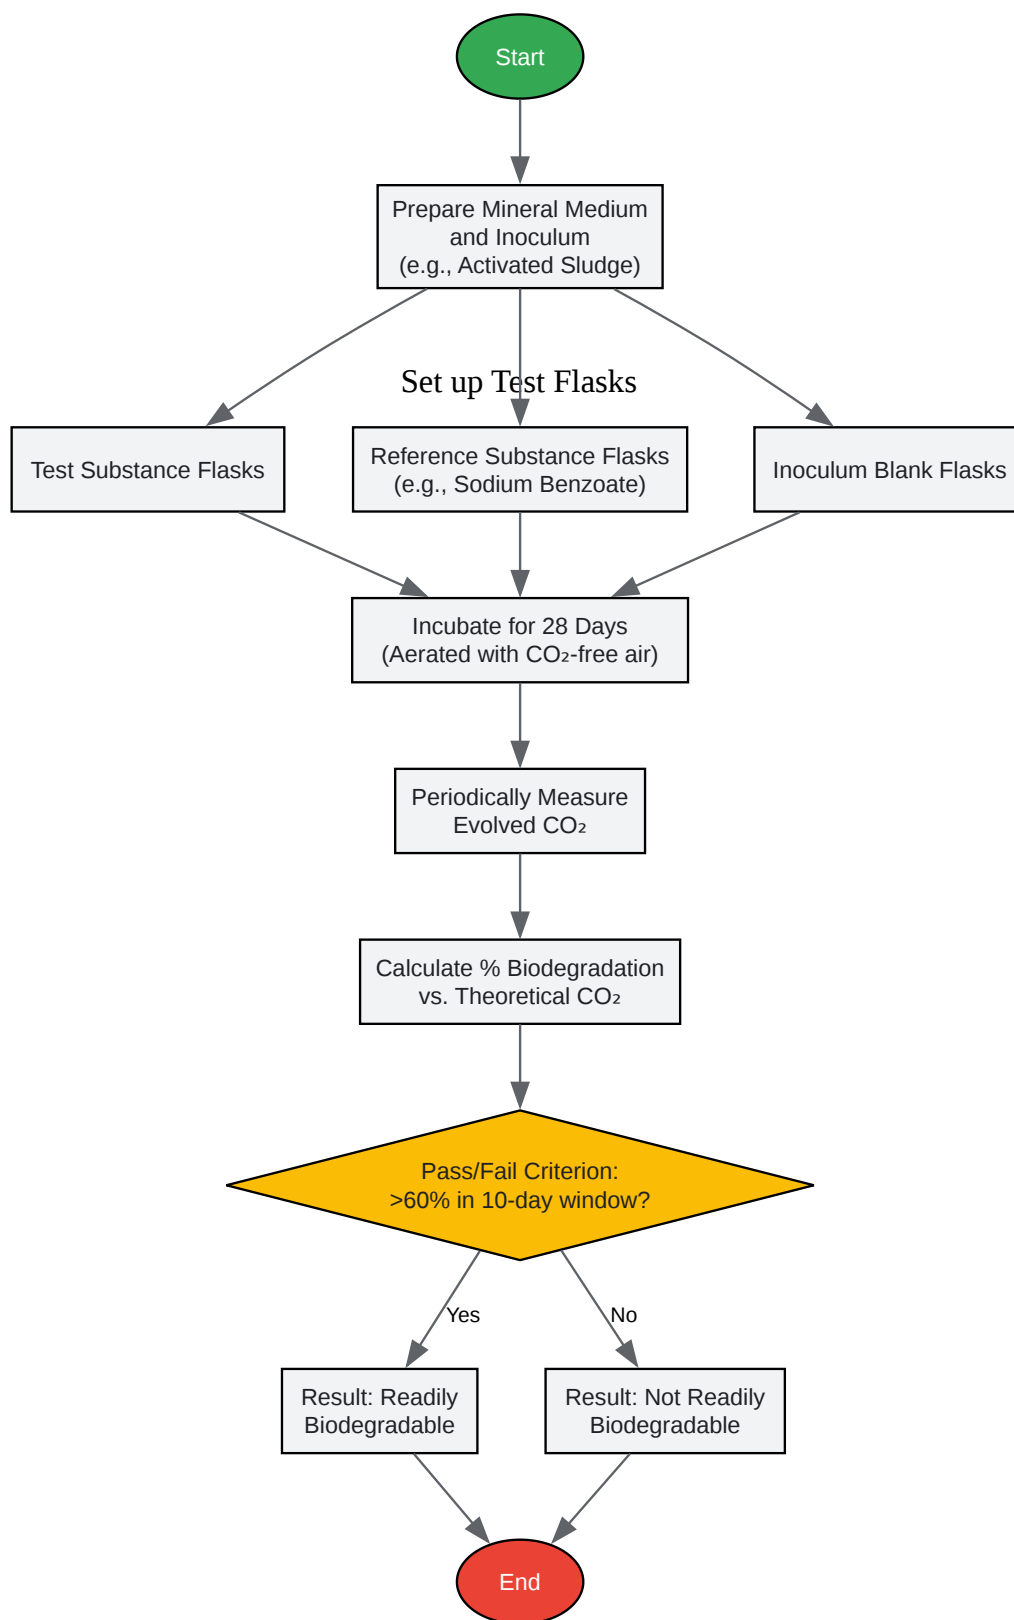 Start
Prepare Mineral Medium
and Inoculum
(e.g., Activated Sludge)
Set up Test Flasks
Test Substance Flasks
Reference Substance Flasks
(e.g., Sodium Benzoate)
Inoculum Blank Flasks
Incubate for 28 Days
(Aerated with CO₂-free air)
Periodically Measure
Evolved CO₂
Calculate % Biodegradation
vs. Theoretical CO₂
Pass/Fail Criterion:
>60% in 10-day window?
Yes
No
Result: Readily
Biodegradable
Result: Not Readily
Biodegradable
End